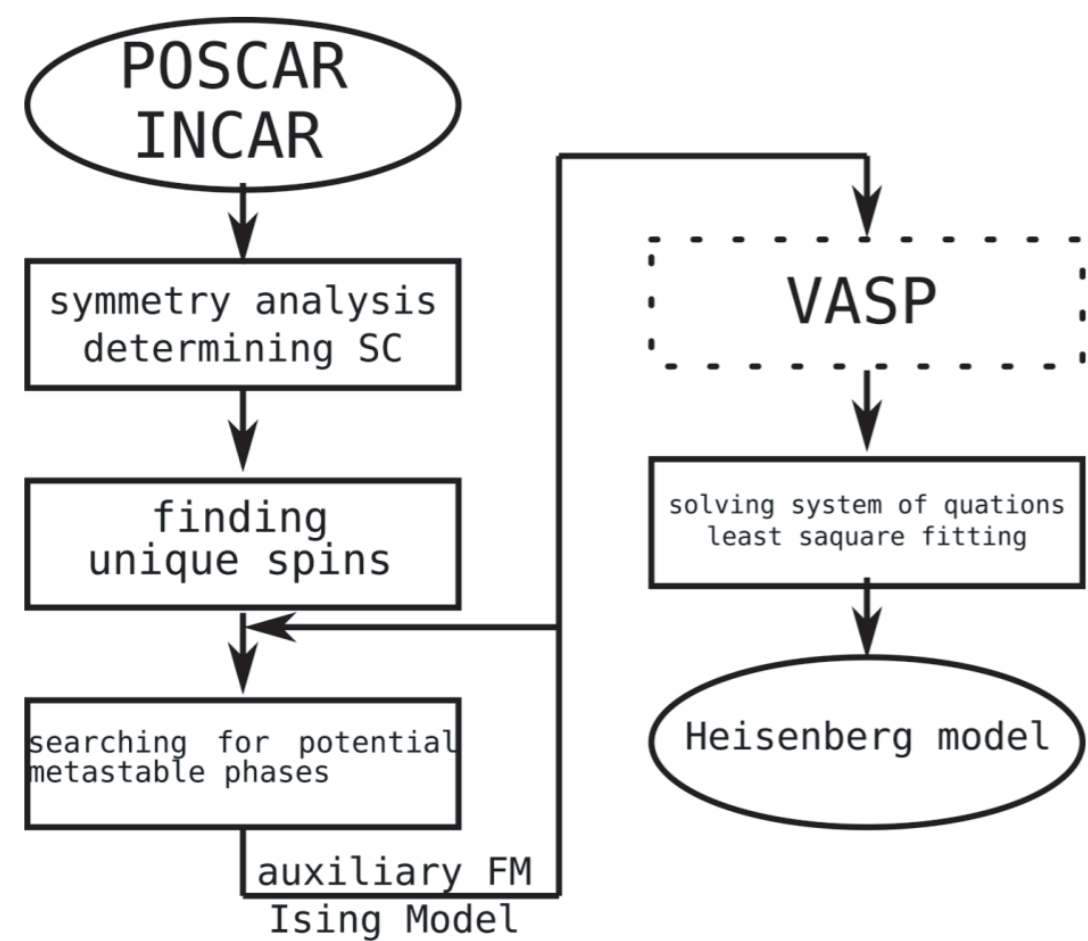 POSCAR
INCAR
symmetry analysis
determining SC
finding
unique spins
searching for potential
metastable phases
auxiliary FM
Ising Model
VASP
solving system of quations
least saquare fitting
Heisenberg model